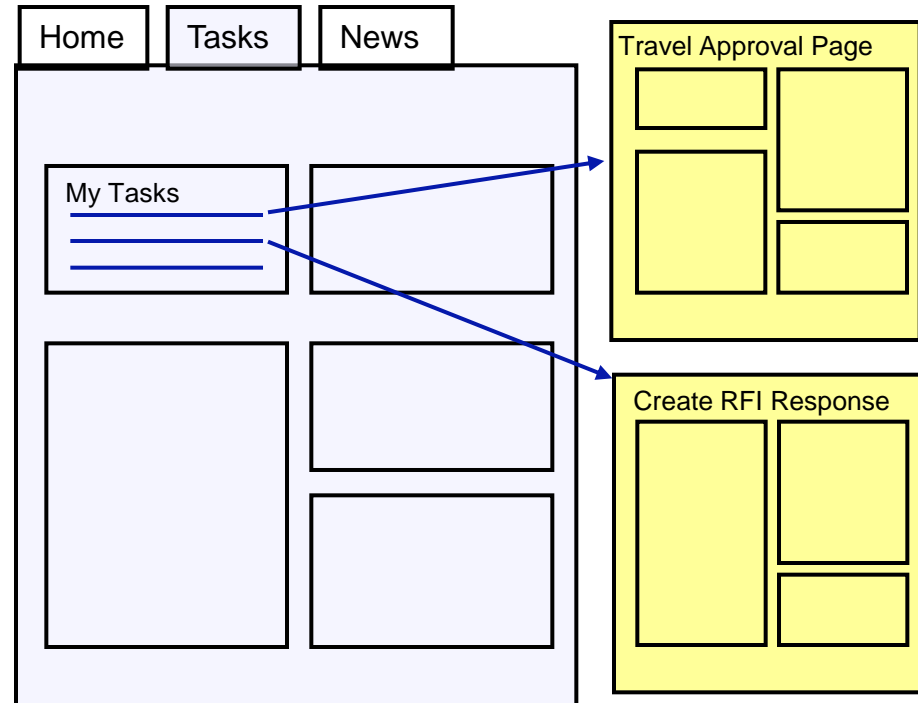 Home
Tasks
News
Travel Approval Page
My Tasks
Create RFI Response